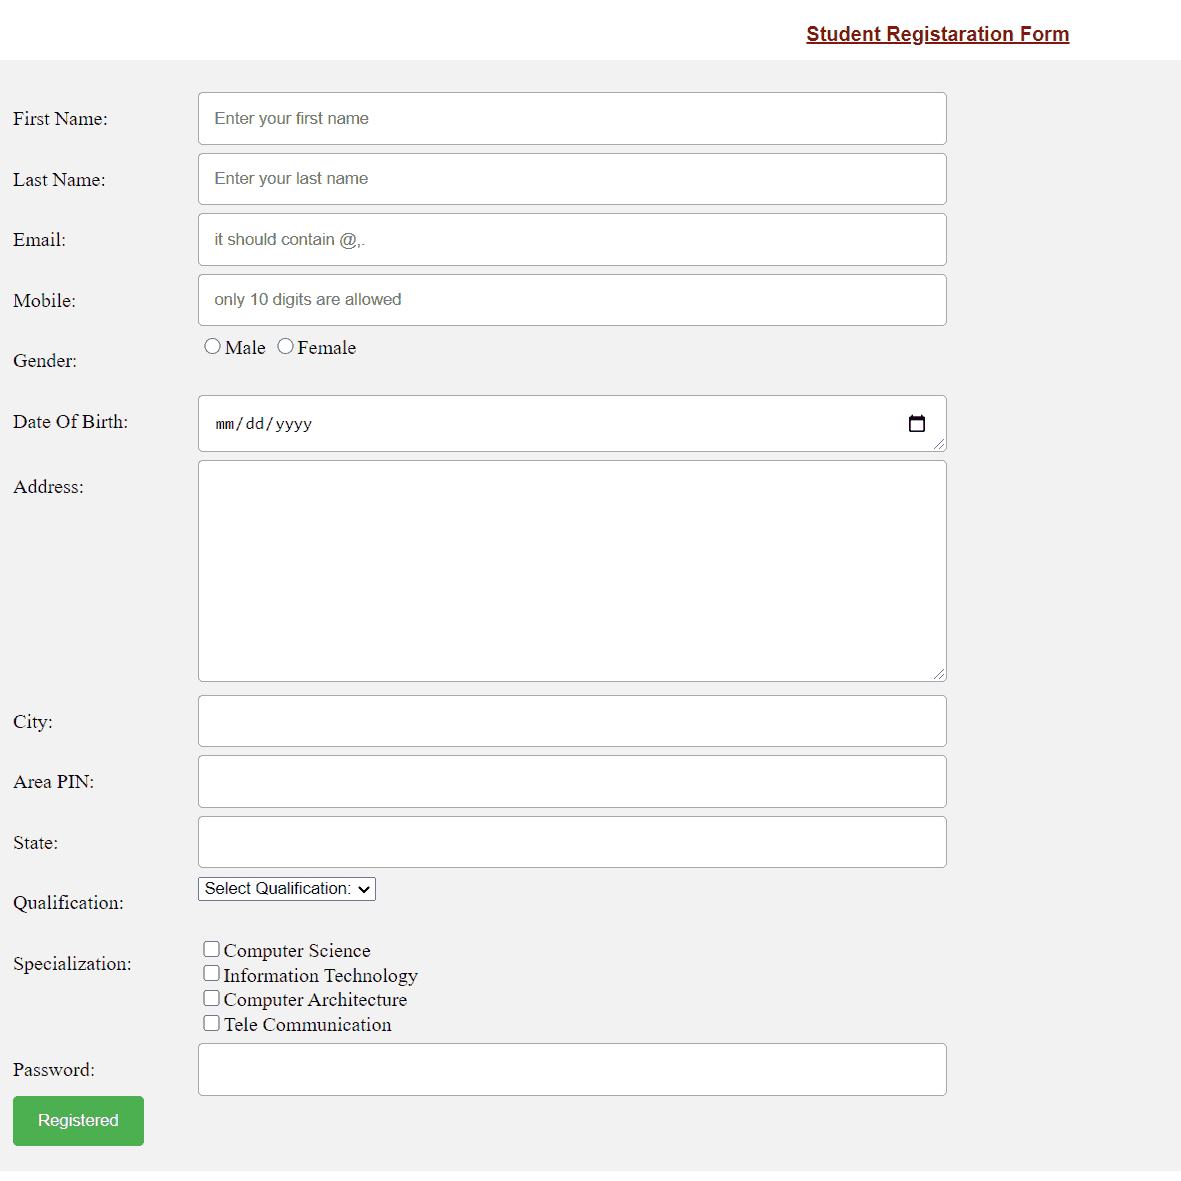 Student Registaration Form
First Name: Enter your first name
Last Name: Enter your last name
Email: it should contain @,.
Mobile: only 10 digits are allowed
Gender: Male Female
Date Of Birth: mm/dd/yyyy
Address:
City:
Area PIN:
State:
Qualification: Select Qualification:
Specialization: Computer Science
Information Technology
Computer Architecture
Tele Communication
Password:
Registered